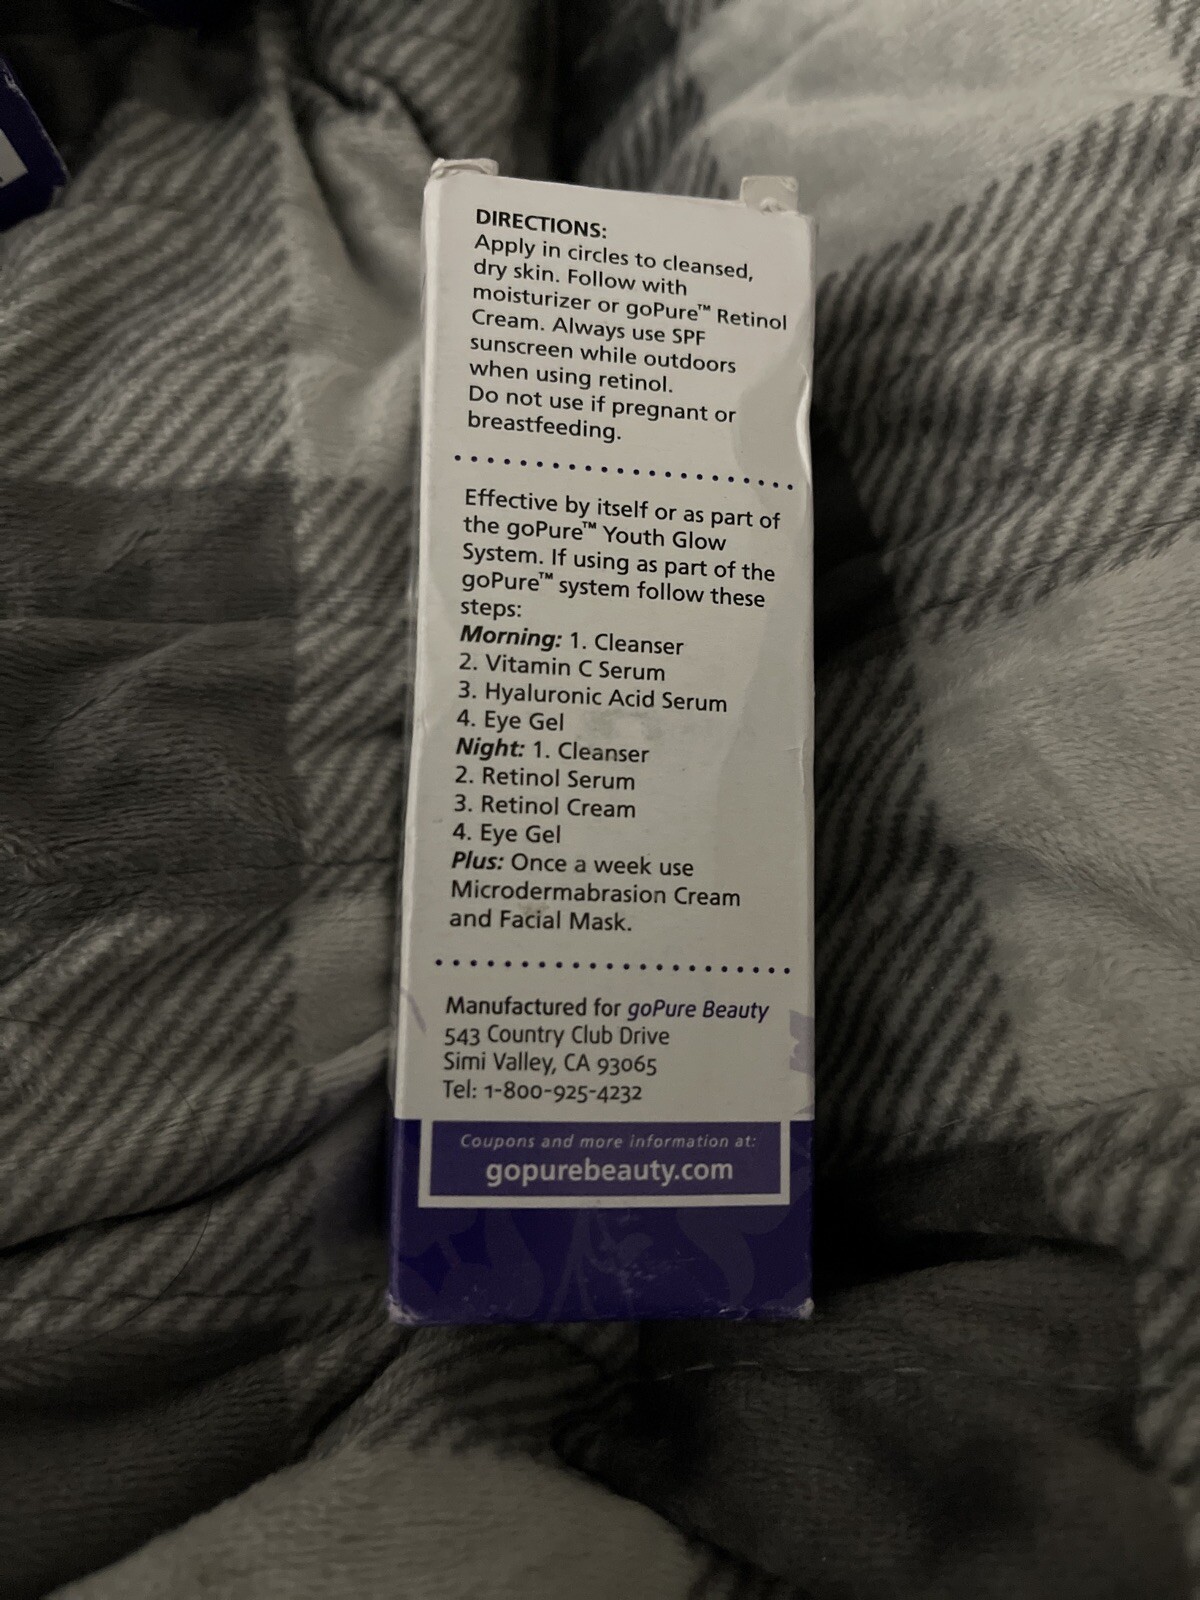 DIRECTIONS:
Apply in circles to cleansed,
dry skin. Follow with
moisturizer or goPure™ Retinol
Cream. Always use SPF
sunscreen while outdoors
when using retinol.
Do not use if pregnant or
breastfeeding.
Effective by itself or as part of
the goPure™ Youth Glow
System. If using as part of the
goPure™ system follow these
steps:
Morning: 1. Cleanser
2. Vitamin C Serum
3. Hyaluronic Acid Serum
4. Eye Gel
Night: 1. Cleanser
2. Retinol Serum
3. Retinol Cream
4. Eye Gel
Plus: Once a week use
Microdermabrasion Cream
and Facial Mask.
Manufactured for goPure Beauty
543 Country Club Drive
Simi Valley, CA 93065
Tel: 1-800-925-4232
Coupons and more information at:
gopurebeauty.com